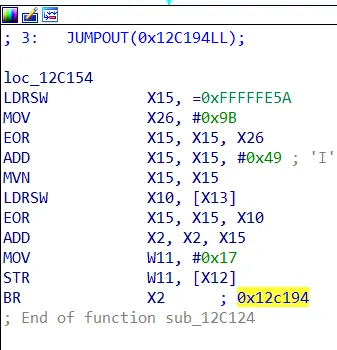 ; 3:   JUMPOUT(0x12C194LL);
loc_12C154
LDRSW X15, =0xFFFFFE5A
MOV X26, #0x9B
EOR X15, X15, X26
ADD X15, X15, #0x49 ; 'I'
MVN X15, X15
LDRSW X10, [X13]
EOR X15, X15, X10
ADD X2, X2, X15
MOV W11, #0x17
STR W11, [X12]
BR X2 ; 0x12c194
; End of function sub_12C124